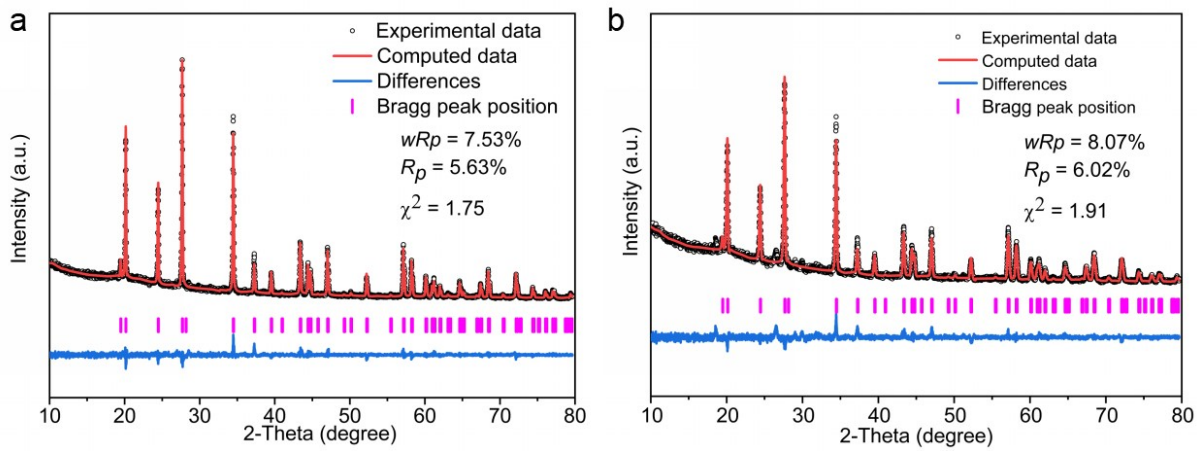 a
Experimental data
Computed data
Differences
Bragg peak position
wRp = 7.53%
Rp = 5.63%
χ2 = 1.75
Intensity (a.u.)
10 20 30 40 50 60 70 80
2-Theta (degree)
b
Experimental data
Computed data
Differences
Bragg peak position
wRp = 8.07%
Rp = 6.02%
χ2 = 1.91
Intensity (a.u.)
10 20 30 40 50 60 70 80
2-Theta (degree)